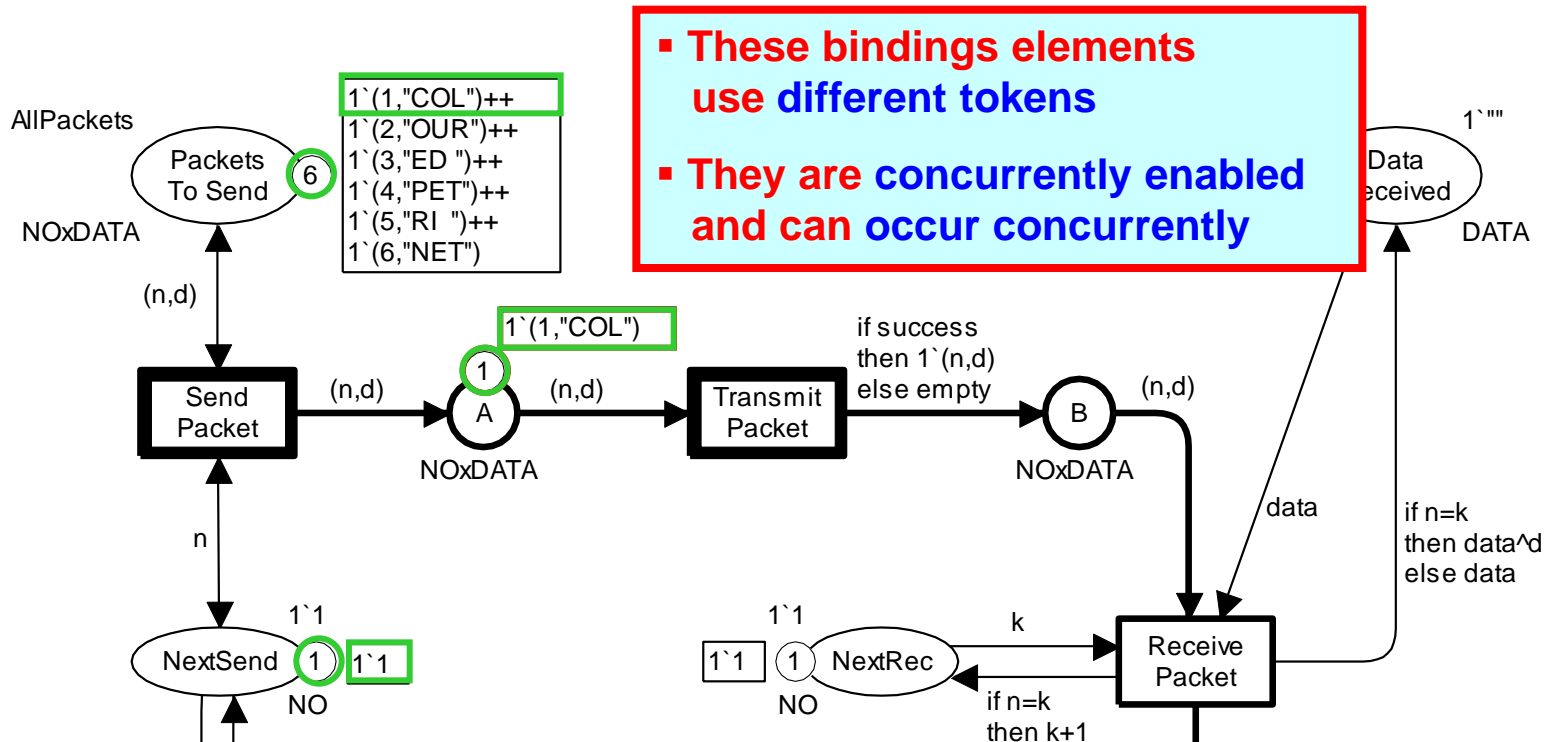 ▪ These bindings elements
use different tokens
▪ They are concurrently enabled
and can occur concurrently
AllPackets
Packets
To Send
6
NOxDATA
1`(1,"COL")++
1`(2,"OUR")++
1`(3,"ED ")++
1`(4,"PET")++
1`(5,"RI  ")++
1`(6,"NET")
1`""
Data
eceived
DATA
(n,d)
Send
Packet
(n,d)
1`(1,"COL")
1
A
NOxDATA
(n,d)
Transmit
Packet
if success
then 1`(n,d)
else empty
B
NOxDATA
(n,d)
data
if n=k
then data^d
else data
n
1`1
NextSend
1
1`1
NO
1`1
1`1
1
NextRec
NO
k
if n=k
then k+1
Receive
Packet